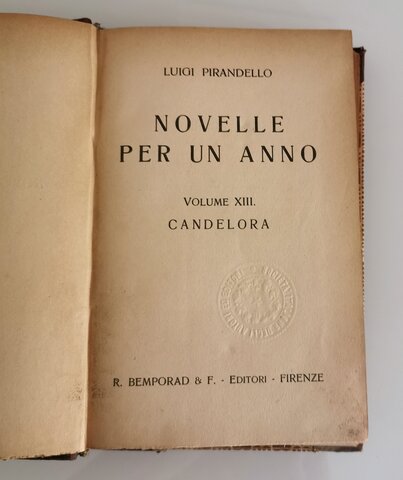 LUIGI PIRANDELLO
NOVELLE
PER UN ANNO
VOLUME XIII.
CANDELORA
R. BEMPORAD & F. - EDITORI - FIRENZE